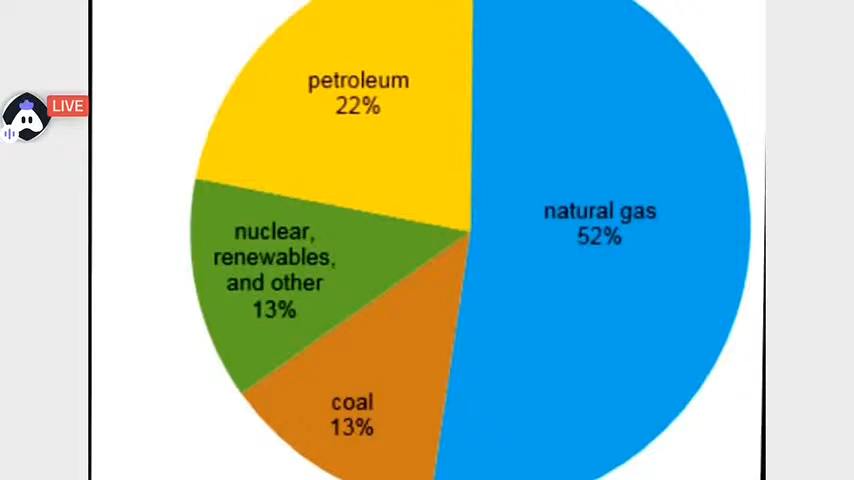 petroleum
22%
LIVE
natural gas
52%
nuclear,
renewables,
and other
13%
coal
13%